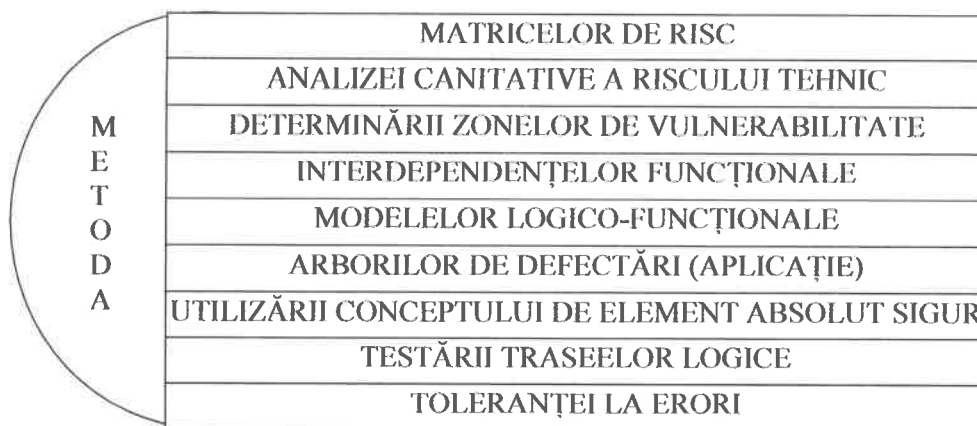 METODA
MATRICELOR DE RISC
ANALIZEI CANITATIVE A RISCULUI TEHNIC
DETERMINĂRII ZONELOR DE VULNERABILITATE
INTERDEPENDENȚELOR FUNCȚIONALE
MODELELOR LOGICO-FUNCȚIONALE
ARBORILOR DE DEFECTĂRI (APLICAȚIE)
UTILIZĂRII CONCEPTULUI DE ELEMENT ABSOLUT SIGUR
TESTĂRII TRASEELOR LOGICE
TOLERANȚEI LA ERORI